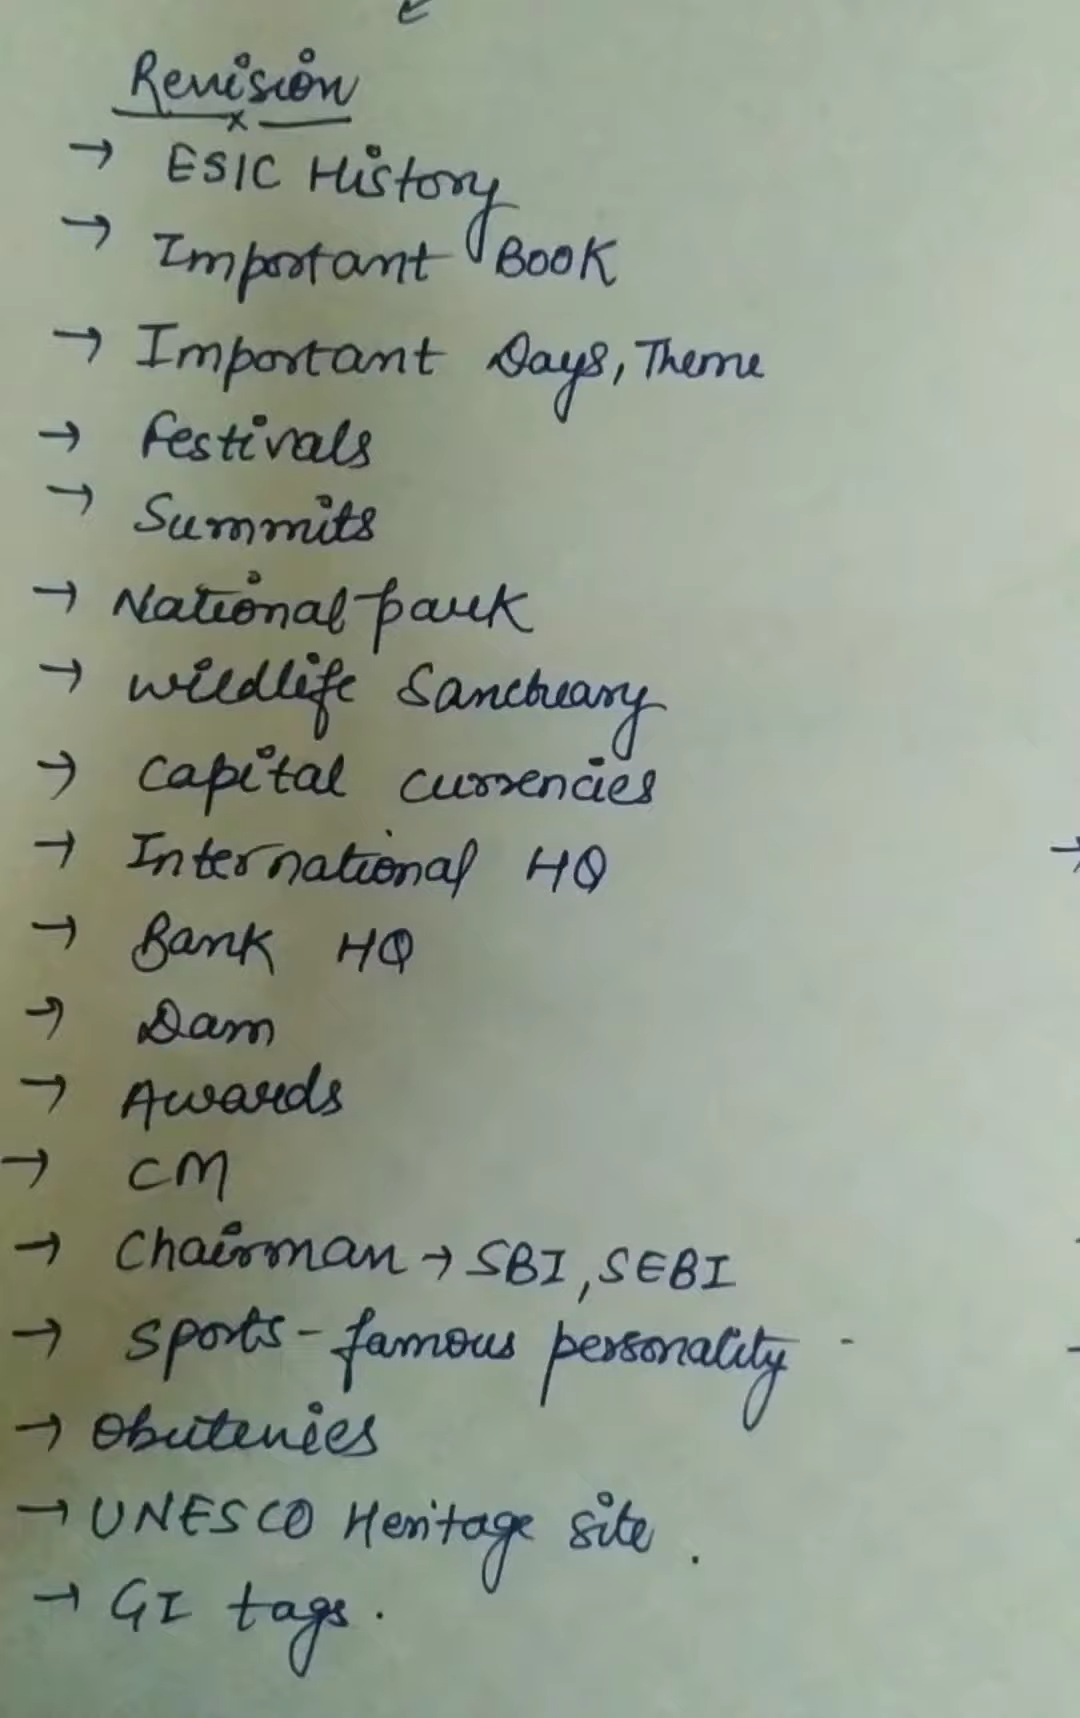 Revision
→ ESIC History
→ Important Book
→ Important Days, Theme
→ Festivals
→ Summits
→ National park
→ Wildlife Sanctuary
→ Capital currencies
→ International HQ
→ Bank HQ
→ Dam
→ Awards
→ CM
→ Chairman → SBI, SEBI
→ Sports - famous personality -
→ Obutenies
→ UNESCO Heritage site.
→ GI tags.